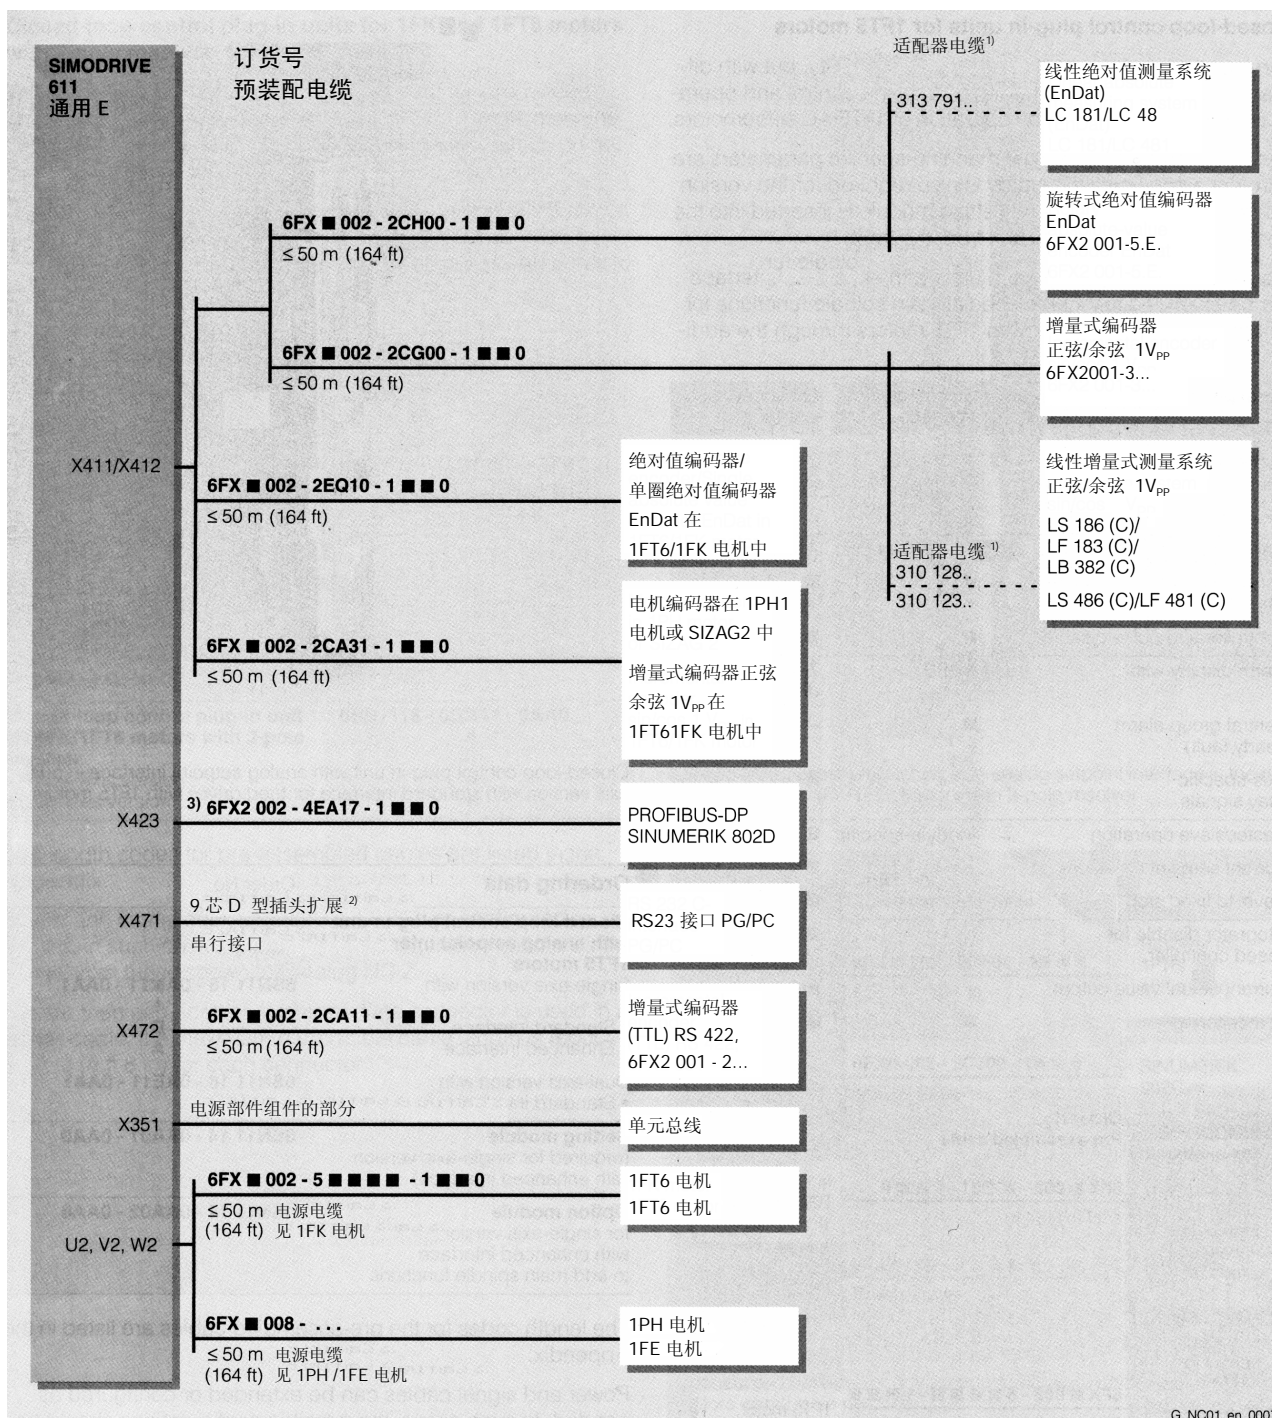 SIMODRIVE
611
通用 E
订货号
预装配电缆
适配器电缆1)
313 791..
线性绝对值测量系统
(EnDat)
LC 181/LC 48
6FX ■ 002 - 2CH00 - 1 ■ ■ 0
≤ 50 m (164 ft)
旋转式绝对值编码器
EnDat
6FX2 001-5.E.
6FX ■ 002 - 2CG00 - 1 ■ ■ 0
≤ 50 m (164 ft)
增量式编码器
正弦/余弦 1VPP
6FX2001-3...
X411/X412
6FX ■ 002 - 2EQ10 - 1 ■ ■ 0
≤ 50 m (164 ft)
绝对值编码器/
单圈绝对值编码器
EnDat 在
1FT6/1FK 电机中
适配器电缆 1)
310 128..
310 123..
线性增量式测量系统
正弦/余弦 1VPP
LS 186 (C)/
LF 183 (C)/
LB 382 (C)
LS 486 (C)/LF 481 (C)
6FX ■ 002 - 2CA31 - 1 ■ ■ 0
≤ 50 m (164 ft)
电机编码器在 1PH1
电机或 SIZAG2 中
增量式编码器正弦
余弦 1VPP 在
1FT61FK 电机中
X423
3) 6FX2 002 - 4EA17 - 1 ■ ■ 0
PROFIBUS-DP
SINUMERIK 802D
X471
9 芯 D 型插头扩展 2)
串行接口
RS23 接口 PG/PC
X472
6FX ■ 002 - 2CA11 - 1 ■ ■ 0
≤ 50 m (164 ft)
增量式编码器
(TTL) RS 422,
6FX2 001 - 2...
X351
电源部件组件的部分
单元总线
U2, V2, W2
6FX ■ 002 - 5 ■ ■ ■ ■ - 1 ■ ■ 0
≤ 50 m 电源电缆
(164 ft) 见 1FK 电机
1FT6 电机
1FT6 电机
6FX ■ 008 - ...
≤ 50 m 电源电缆
(164 ft) 见 1PH /1FE 电机
1PH 电机
1FE 电机
G_NC01_en_0007